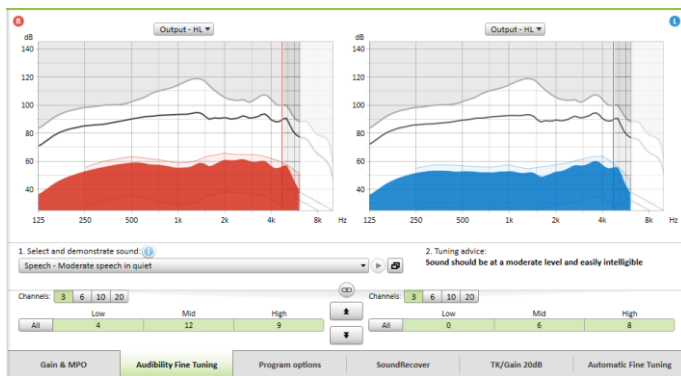 R
L
Output - HL
Output - HL
dB
dB
140
120
100
80
60
40
140
120
100
80
60
40
125 250 500 1k 2k 4k 8k Hz
125 250 500 1k 2k 4k 8k Hz
1. Select and demonstrate sound:
Speech - Moderate speech in quiet
2. Tuning advice:
Sound should be at a moderate level and easily intelligible
Channels: 3 6 10 20
Low Mid High
All 4 12 9
Channels: 3 6 10 20
Low Mid High
All 0 6 8
Gain & MPO Audibility Fine Tuning Program options SoundRecover TK/Gain 20dB Automatic Fine Tuning